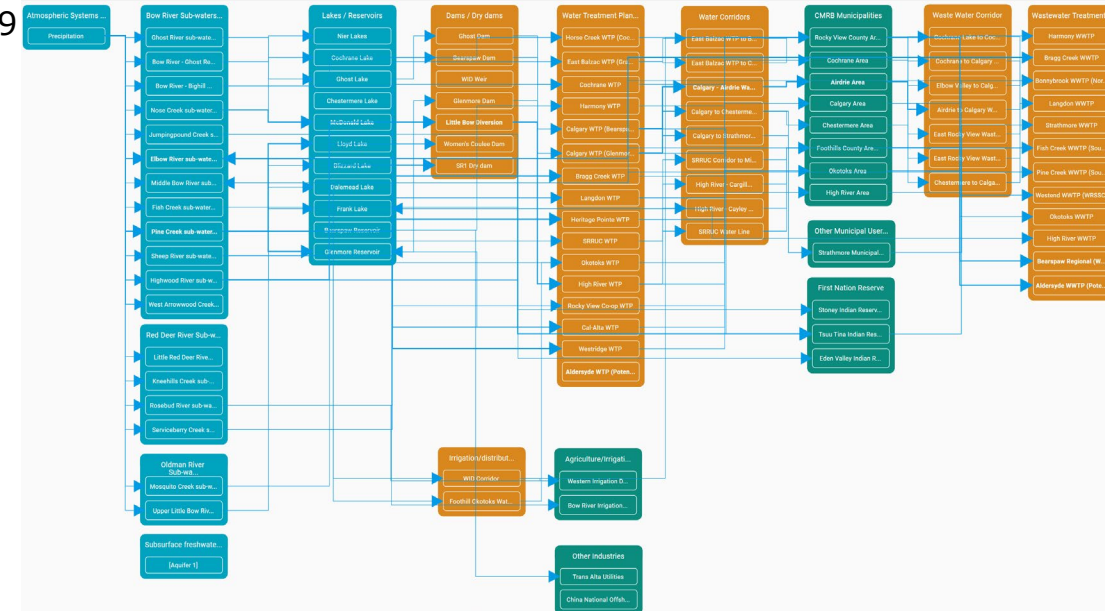 9
Atmospheric Systems ...
Precipitation
Bow River Sub-waters...
Ghost River sub-wate...
Bow River - Ghost Re...
Bow River - Bighill ...
Nose Creek sub-water...
Jumpingpound Creek s...
Elbow River sub-wate...
Middle Bow River sub...
Fish Creek sub-water...
Pine Creek sub-water...
Sheep River sub-wate...
Highwood River sub-w...
West Arrowwood Creek...
Red Deer River Sub-w...
Little Red Deer Rive...
Kneehills Creek sub-...
Rosebud River sub-wa...
Serviceberry Creek s...
Oldman River
Sub-wa...
Mosquito Creek sub-w...
Upper Little Bow Riv...
Subsurface freshwate...
[Aquifer 1]
Lakes / Reservoirs
Nier Lakes
Cochrane Lake
Ghost Lake
Chestermere Lake
McDonald Lake
Lloyd Lake
Blizzard Lake
Dalemead Lake
Frank Lake
Bearspaw Reservoir
Glenmore Reservoir
Dams / Dry dams
Ghost Dam
Bearspaw Dam
WID Weir
Glenmore Dam
Little Bow Diversion
Women's Coulee Dam
SR1 Dry dam
Irrigation/distribut...
WID Corridor
Foothill Okotoks Wat...
Water Treatment Plan...
Horse Creek WTP (Coc...
East Balzac WTP (Gra...
Cochrane WTP
Harmony WTP
Calgary WTP (Bearspa...
Calgary WTP (Glenmor...
Bragg Creek WTP
Langdon WTP
Heritage Pointe WTP
SRRUC WTP
Okotoks WTP
High River WTP
Rocky View Co-op WTP
Cal-Alta WTP
Westridge WTP
Aldersyde WTP (Poten...
Agriculture/Irrigati...
Western Irrigation D...
Bow River Irrigation...
Other Industries
Trans Alta Utilities
China National Offsh...
Water Corridors
East Balzac WTP to
East Balzac WTP to C...
Calgary - Airdrie Wa...
Calgary to Chesterme...
Calgary to Strathmor...
SRRUC Corridor to Mi...
High River - Cargill...
High River - Cayley ...
SRRUC Water Line
CMRB Municipalities
Rocky View County Ar...
Cochrane Area
Airdrie Area
Calgary Area
Chestermere Area
Foothills County Are...
Okotoks Area
High River Area
Other Municipal User...
Strathmore Municipal...
First Nation Reserve
Stoney Indian Reserv...
Tsuu Tina Indian Res...
Eden Valley Indian R...
Waste Water Corridor
Cochrane Lake to Coc...
Cochrane to Calgary ...
Elbow Valley to Calg...
Airdrie to Calgary W...
East Rocky View Wast...
East Rocky View Wast...
Chestermere to Calga...
Wastewater Treatment
Harmony WWTP
Bragg Creek WWTP
Bonnybrook WWTP (Nor...
Langdon WWTP
Strathmore WWTP
Fish Creek WWTP (Sou...
Pine Creek WWTP (Sou...
Westend WWTP (WRSSC
Okotoks WWTP
High River WWTP
Bearspaw Regional (W...
Aldersyde WWTP (Pote...